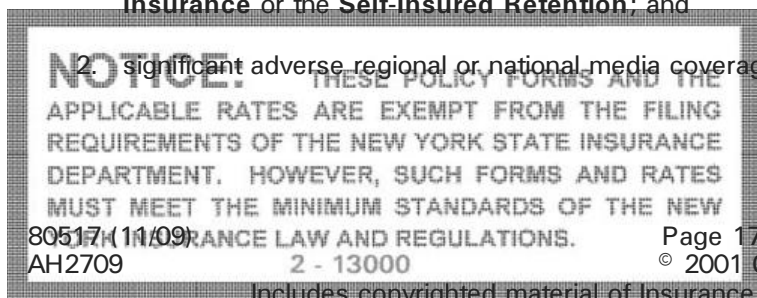 Insurance or the Self-Insured Retention; and
2. significant adverse regional or national media coverag
NOTICE: THESE POLICY FORMS AND THE
APPLICABLE RATES ARE EXEMPT FROM THE FILING
REQUIREMENTS OF THE NEW YORK STATE INSURANCE
DEPARTMENT. HOWEVER, SUCH FORMS AND RATES
MUST MEET THE MINIMUM STANDARDS OF THE NEW
YORK INSURANCE LAW AND REGULATIONS.
80517 (11/09) Page 17
AH2709 2 - 13000 © 2001
Includes copyrighted material of Insurance